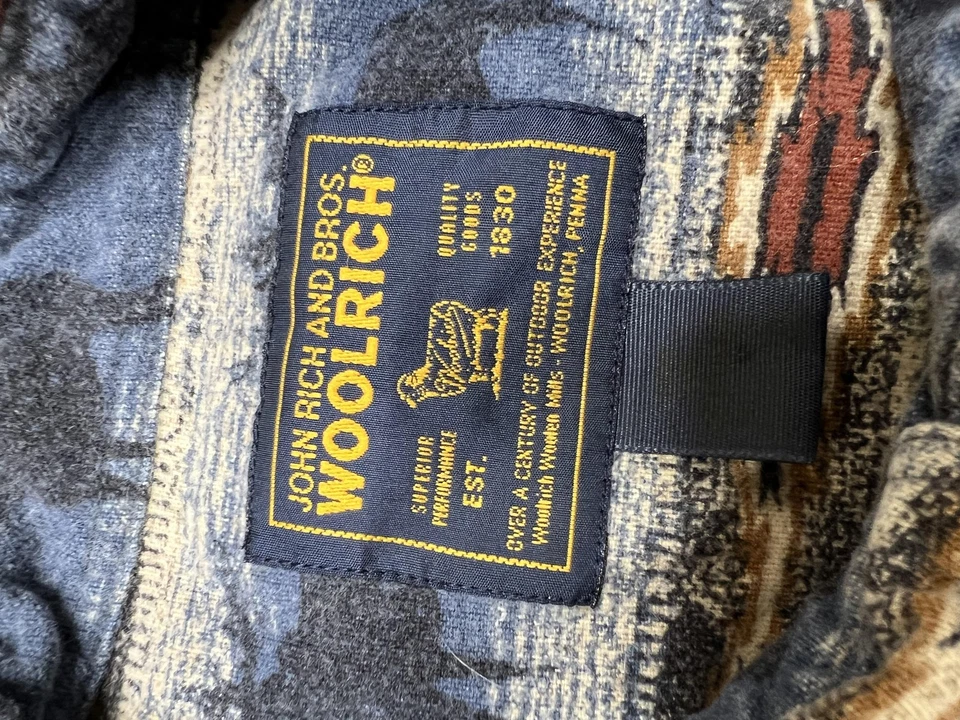 JOHN RICH AND BROS.
WOOLRICH®
SUPERIOR PERFORMANCE
QUALITY GOODS
Woolrich
EST. 1830
OVER A CENTURY OF OUTDOOR EXPERIENCE
Woolrich Woolen Mills · WOOLRICH, PENNA